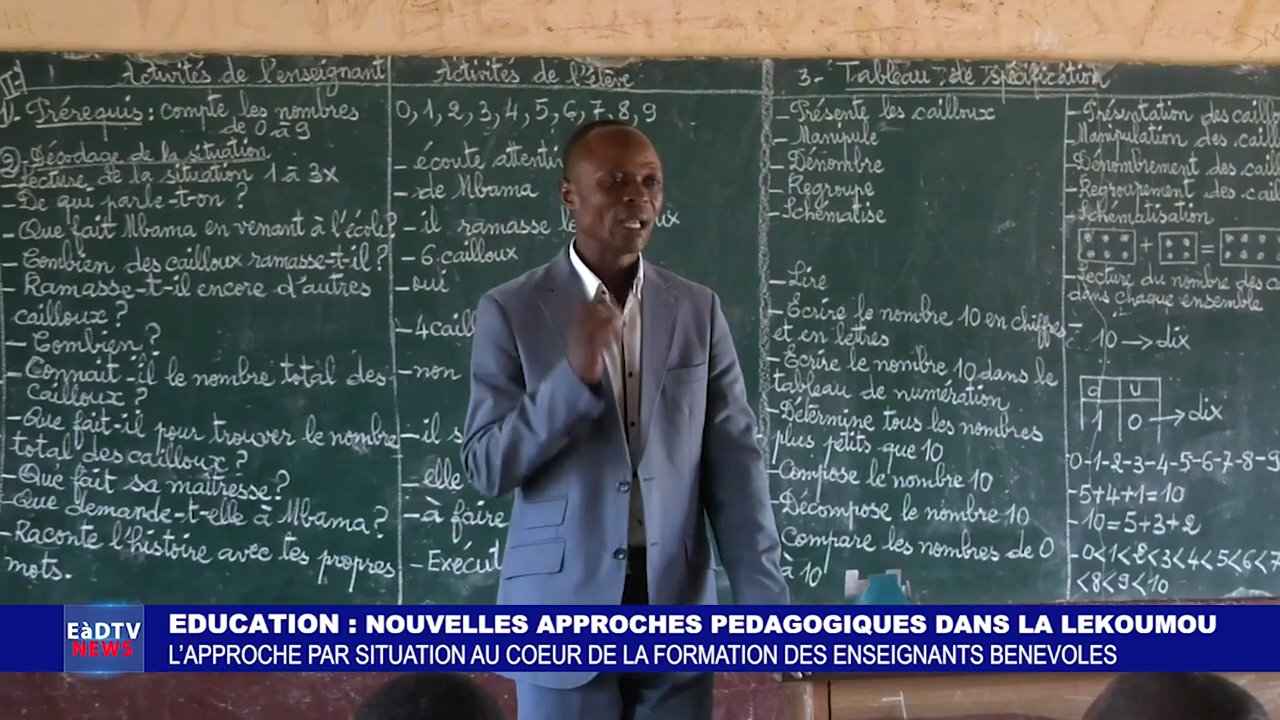 II-
Activités de l'enseignant
1). Prérequis : compte les nombres
de 0 à 9
2)- Décodage de la situation
- Lecture de la situation 1 à 3x
- De qui parle-t-on ?
- Que fait Mbama en venant à l'école?
- Combien des cailloux ramasse-t-il ?
- Ramasse-t-il encore d'autres
cailloux ?
- Combien ?
- Connait-il le nombre total des
Cailloux ?
- Que fait-il pour trouver le nombre
total des cailloux ?
- Que fait sa maîtresse ?
- Que demande-t-elle à Mbama ?
- Raconte l'histoire avec tes propres
mots.
Activités de l'élève
0, 1, 2, 3, 4, 5, 6, 7, 8, 9
- écoute attenti
- de Mbama
- il ramasse
- 6 cailloux
- oui
- 4 caill
- non
- il s
- elle
- à faire
- Exécut
3- Tableau de spécification
- Présente les cailloux
- Manipule
- Dénombre
- Regroupe
- Schématise
- Lire
- Ecrire le nombre 10 en chiffres
et en lettres
- Ecrire le nombre 10 dans le
tableau de numération
- Détermine tous les nombres
plus petits que 10
- Compose le nombre 10
- Décompose le nombre 10
- Compare les nombres de 0
à 10
- Présentation des caill
- Manipulation des caill
- Dénombrement des caill
- Regroupement des cail
- Schématisation
+ =
- Lecture du nombre des c
dans chaque ensemble
- 10 → dix
d U
1 0 → dix
0-1-2-3-4-5-6-7-8-9
- 5+4+1=10
- 10=5+3+2
- 0<1<2<3<4<5<6<7
<8<9<10
EàDTV
NEWS
EDUCATION : NOUVELLES APPROCHES PEDAGOGIQUES DANS LA LEKOUMOU
L'APPROCHE PAR SITUATION AU COEUR DE LA FORMATION DES ENSEIGNANTS BENEVOLES